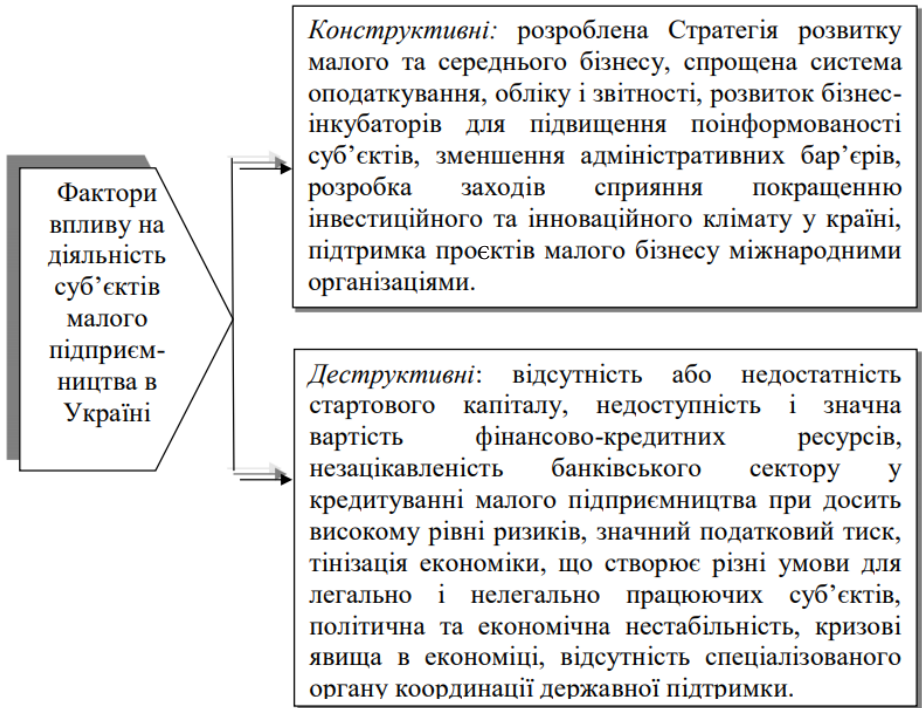 Фактори
впливу на
діяльність
суб’єктів
малого
підприєм-
ництва в
Україні
Конструктивні: розроблена Стратегія розвитку
малого та середнього бізнесу, спрощена система
оподаткування, обліку і звітності, розвиток бізнес-
інкубаторів для підвищення поінформованості
суб’єктів, зменшення адміністративних бар’єрів,
розробка заходів сприяння покращенню
інвестиційного та інноваційного клімату у країні,
підтримка проєктів малого бізнесу міжнародними
організаціями.
Деструктивні: відсутність або недостатність
стартового капіталу, недоступність і значна
вартість фінансово-кредитних ресурсів,
незацікавленість банківського сектору у
кредитуванні малого підприємництва при досить
високому рівні ризиків, значний податковий тиск,
тінізація економіки, що створює різні умови для
легально і нелегально працюючих суб’єктів,
політична та економічна нестабільність, кризові
явища в економіці, відсутність спеціалізованого
органу координації державної підтримки.